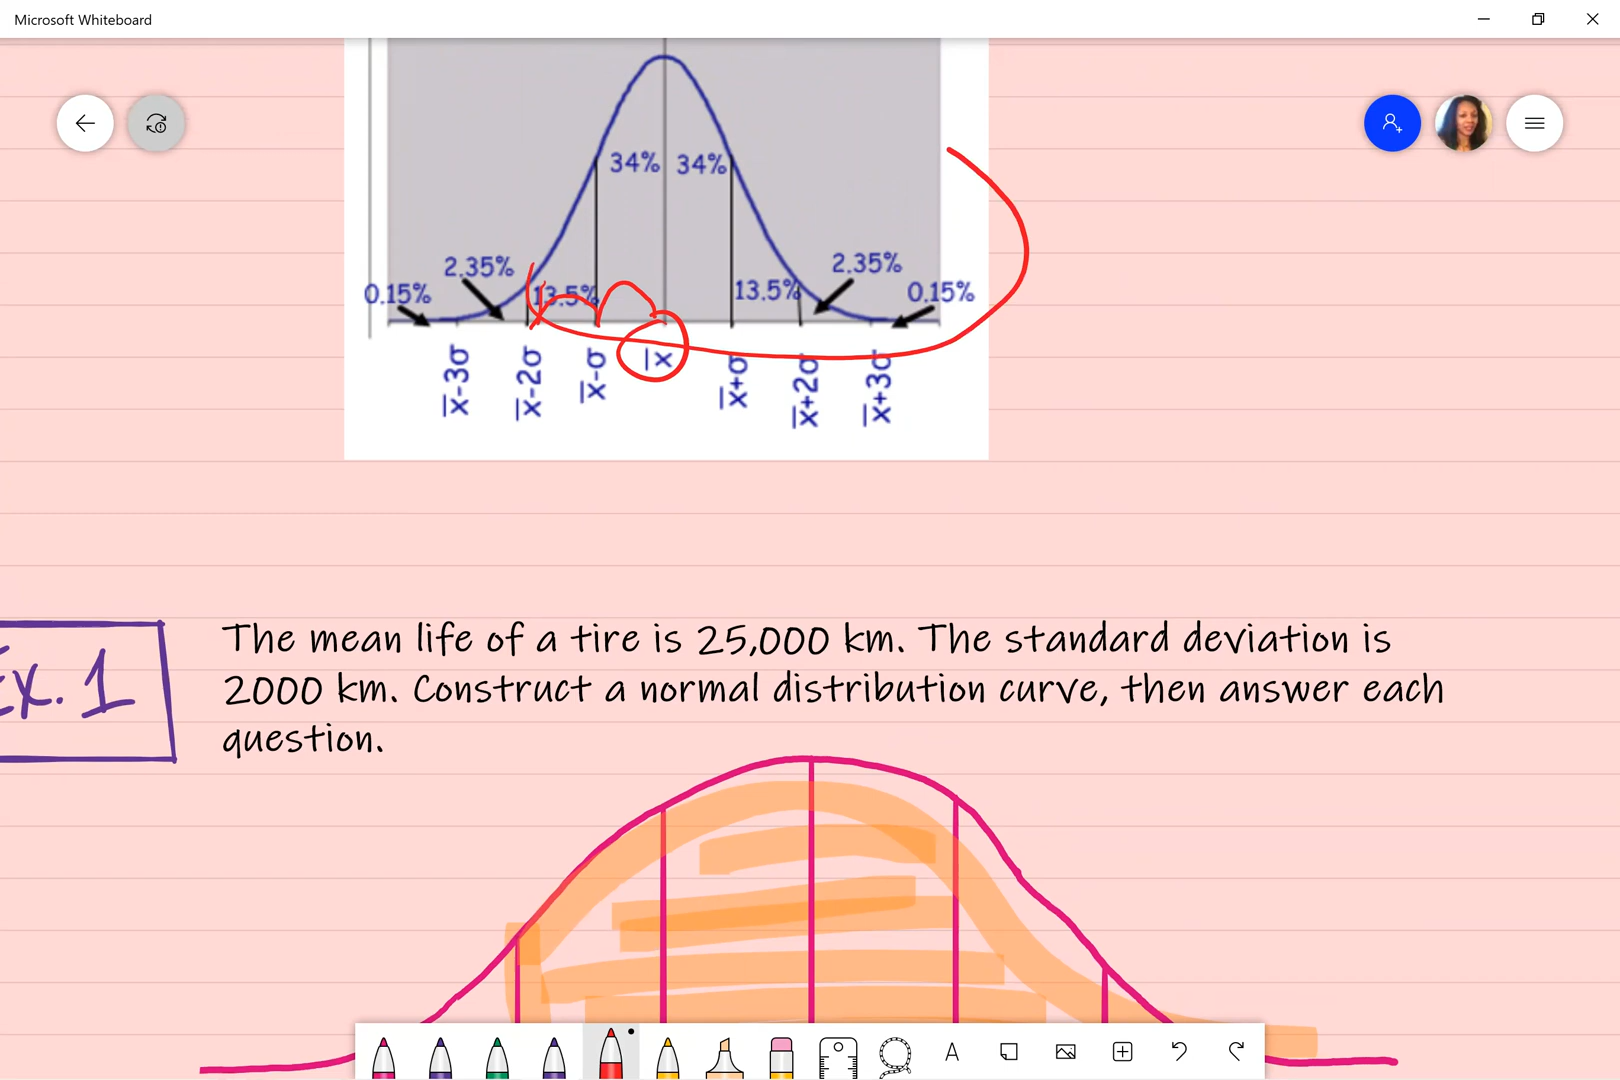 Microsoft Whiteboard
34% 34%
2.35% 2.35%
0.15% 13.5% 13.5% 0.15%
x̅-3σ x̅-2σ x̅-σ x̅ x̅+σ x̅+2σ x̅+3σ
Ex. 1
The mean life of a tire is 25,000 km. The standard deviation is
2000 km. Construct a normal distribution curve, then answer each
question.
A